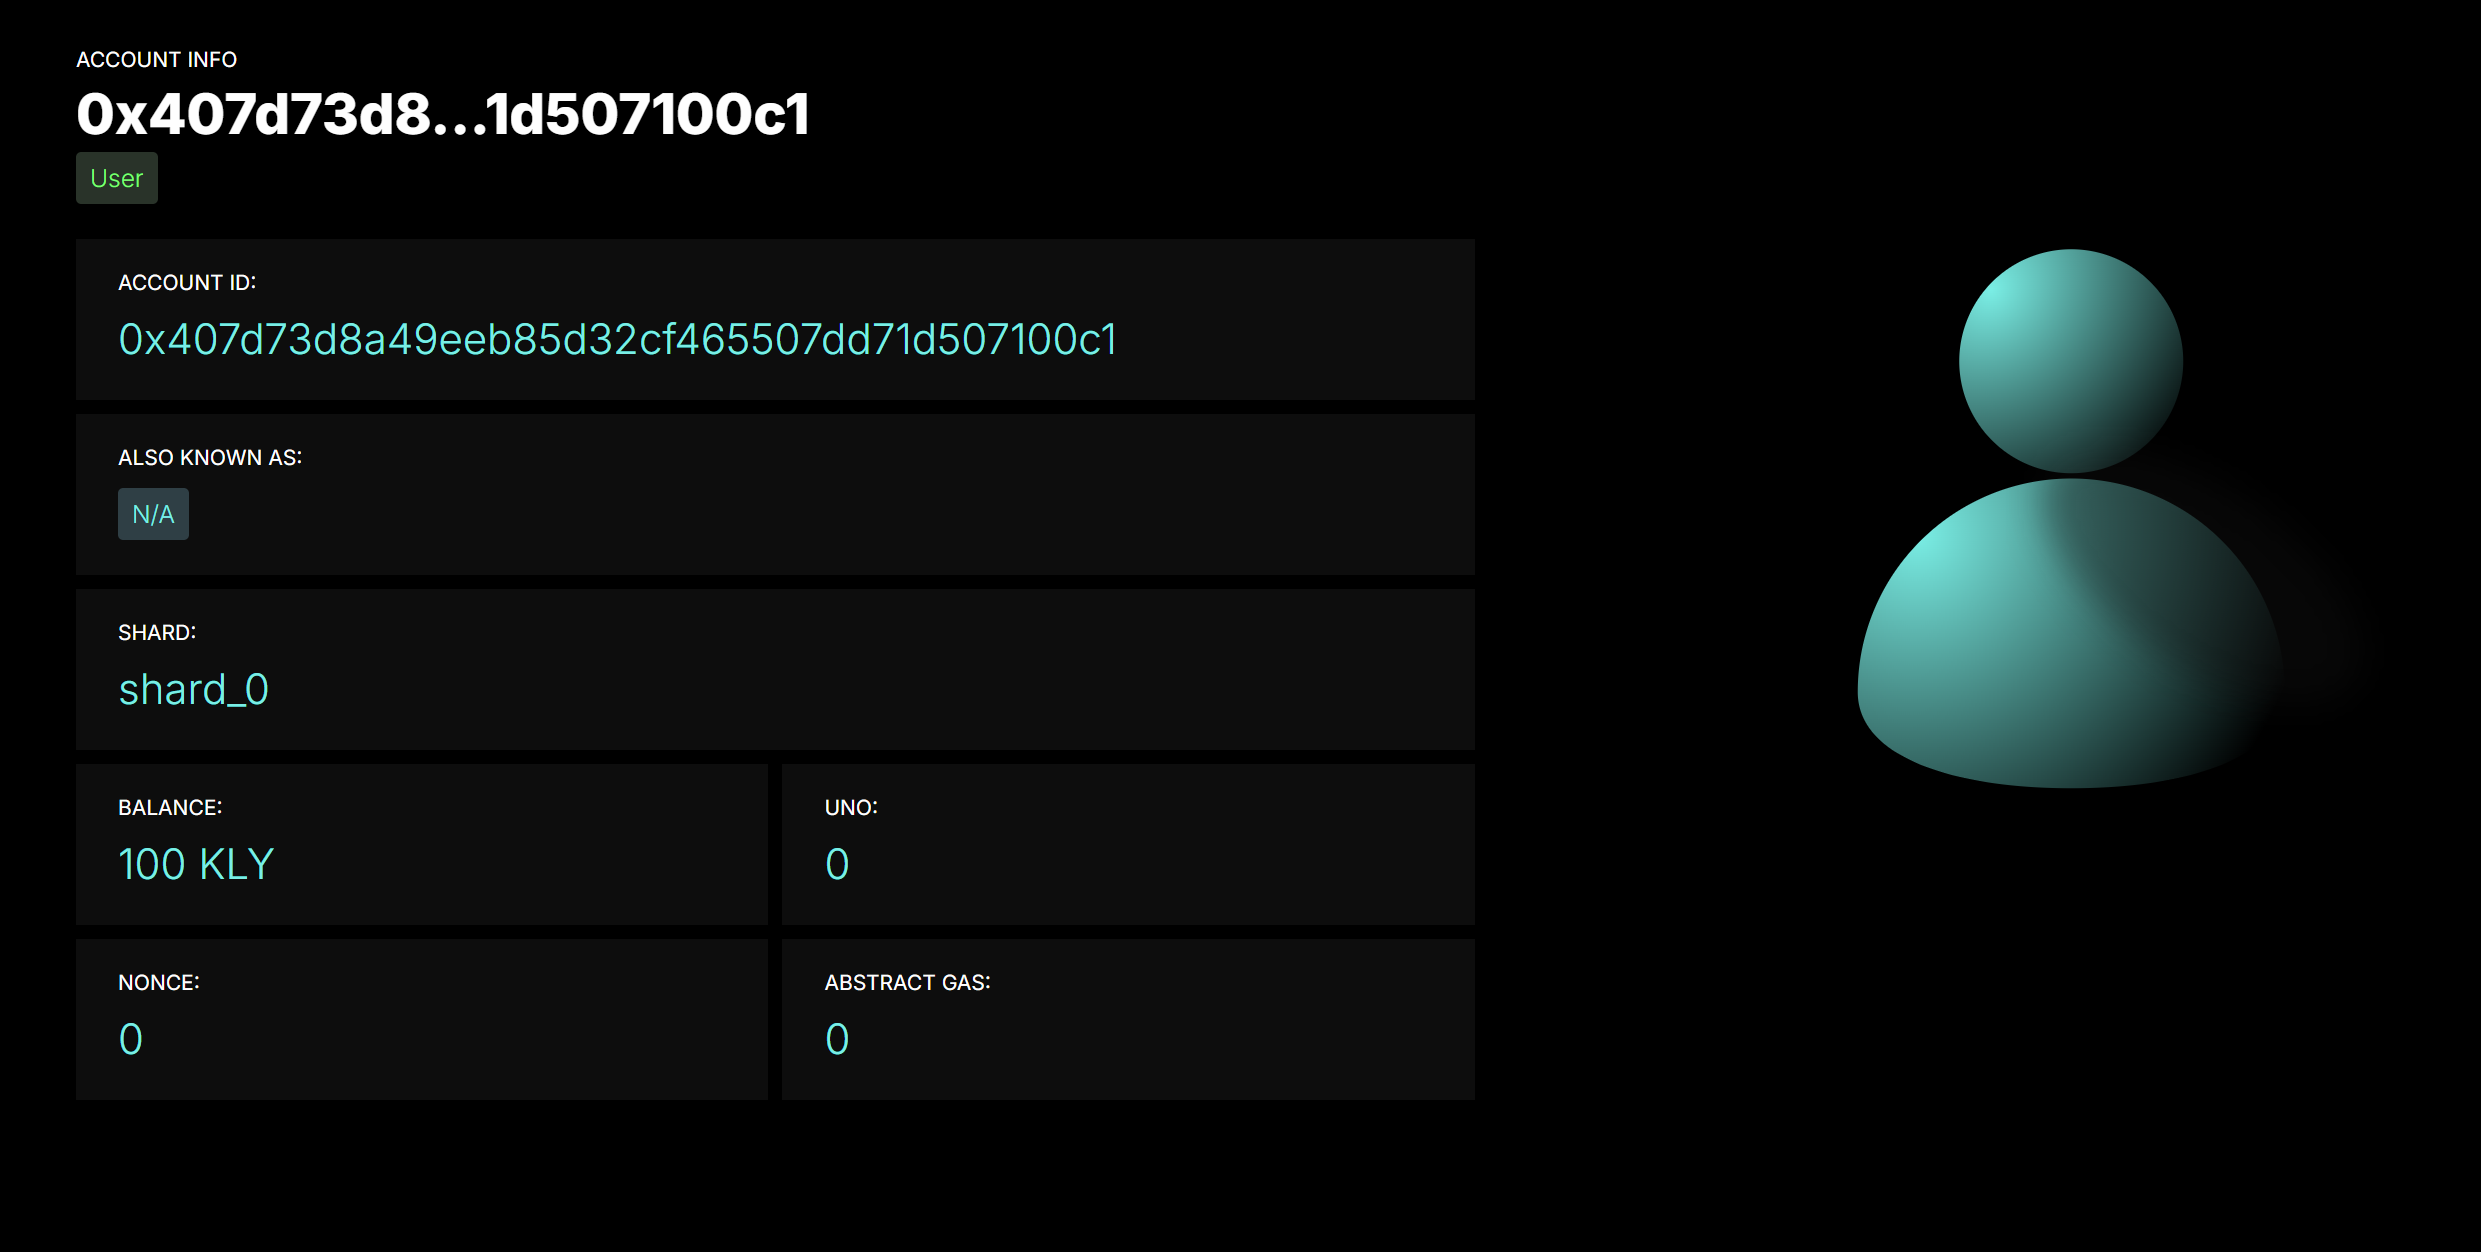 ACCOUNT INFO
0x407d73d8...1d507100c1
User
ACCOUNT ID:
0x407d73d8a49eeb85d32cf465507dd71d507100c1
ALSO KNOWN AS:
N/A
SHARD:
shard_0
BALANCE:
100 KLY
UNO:
0
NONCE:
0
ABSTRACT GAS:
0